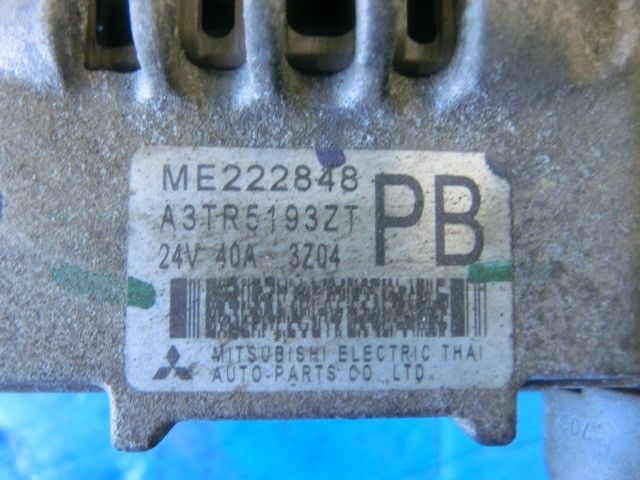 ME222848
A3TR5193ZT
PB
24V 40A 3Z04
MITSUBISHI ELECTRIC THAI
AUTO-PARTS CO.,LTD.